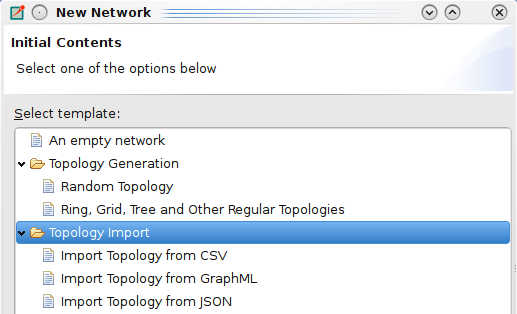 New Network
Initial Contents
Select one of the options below
Select template:
An empty network
Topology Generation
Random Topology
Ring, Grid, Tree and Other Regular Topologies
Topology Import
Import Topology from CSV
Import Topology from GraphML
Import Topology from JSON